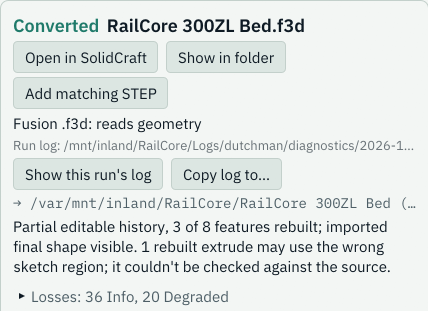 Converted RailCore 300ZL Bed.f3d
Open in SolidCraft Show in folder
Add matching STEP
Fusion .f3d: reads geometry
Run log: /mnt/inland/RailCore/Logs/dutchman/diagnostics/2026-1...
Show this run's log Copy log to...
→ /var/mnt/inland/RailCore/RailCore 300ZL Bed (…
Partial editable history, 3 of 8 features rebuilt; imported
final shape visible. 1 rebuilt extrude may use the wrong
sketch region; it couldn't be checked against the source.
▸ Losses: 36 Info, 20 Degraded